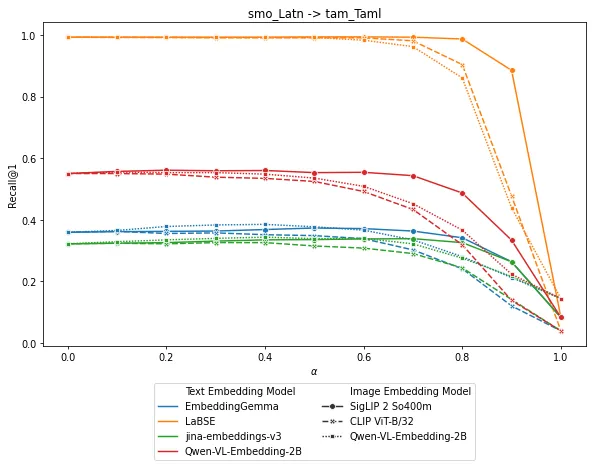 smo_Latn -> tam_Taml
Recall@1
1.0
0.8
0.6
0.4
0.2
0.0
0.0 0.2 0.4 0.6 0.8 1.0
α
Text Embedding Model Image Embedding Model
EmbeddingGemma SigLIP 2 So400m
LaBSE CLIP ViT-B/32
jina-embeddings-v3 Qwen-VL-Embedding-2B
Qwen-VL-Embedding-2B